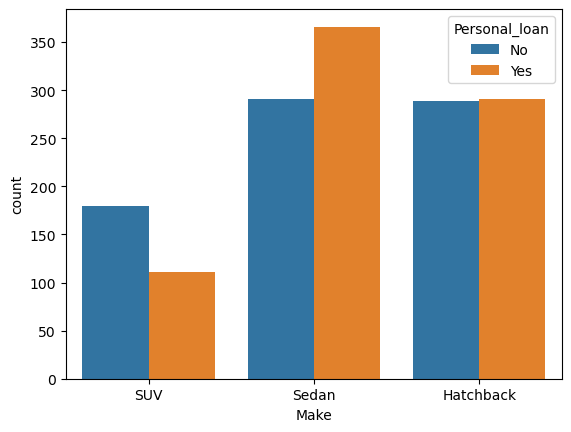 Personal_loan
No
Yes
350
300
250
200
150
100
50
0
count
SUV Sedan Hatchback
Make